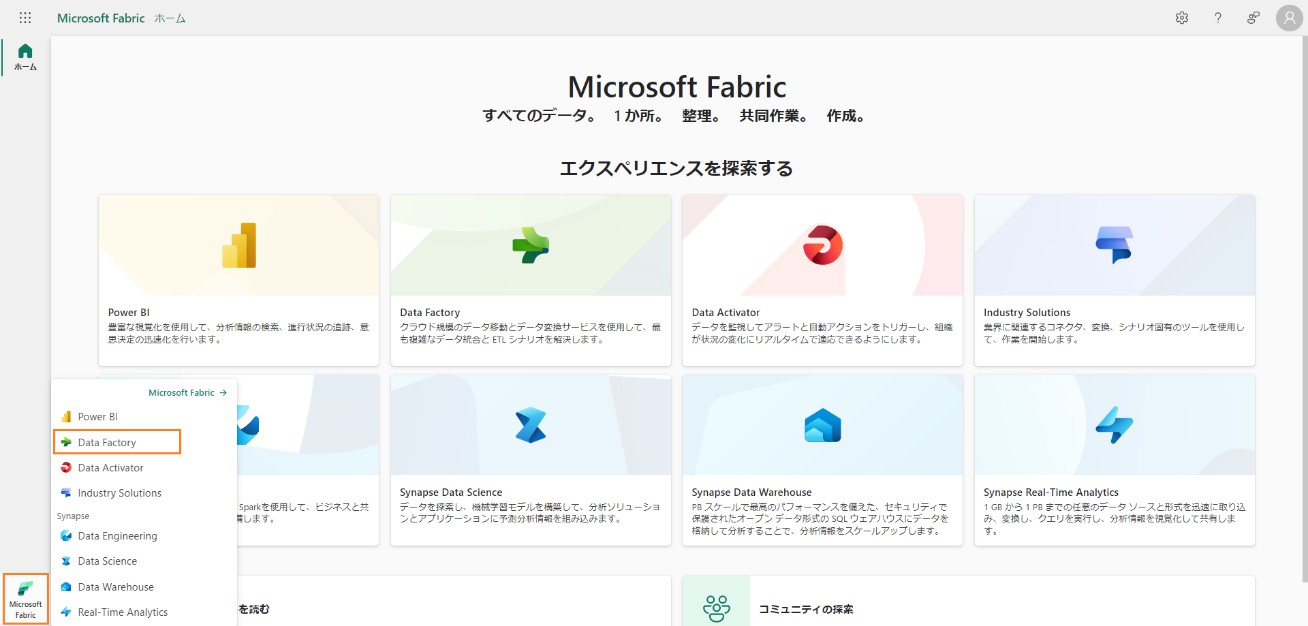 Microsoft Fabric ホーム
?
ホーム
Microsoft Fabric
すべてのデータ。 1 か所。 整理。 共同作業。 作成。
エクスペリエンスを探索する
Power BI
豊富な視覚化を使用して、分析情報の検索、進行状況の追跡、意
思決定の迅速化を行います。
Data Factory
クラウド規模のデータ移動とデータ変換サービスを使用して、最
も複雑なデータ統合と ETL シナリオを解決します。
Data Activator
データを監視してアラートと自動アクションをトリガーし、組織
が状況の変化にリアルタイムで適応できるようにします。
Industry Solutions
業界に関連するコネクタ、変換、シナリオ固有のツールを使用し
て、作業を開始します。
Spark を使用して、ビジネスと共
備します。
Synapse Data Science
データを探索し、機械学習モデルを構築して、分析ソリューショ
ンとアプリケーションに予測分析情報を組み込みます。
Synapse Data Warehouse
PB スケールで最高のパフォーマンスを備えた、セキュリティで
保護されたオープン データ形式の SQL ウェアハウスにデータを
格納して分析することで、分析情報をスケールアップします。
Synapse Real-Time Analytics
1 GB から 1 PB までの任意のデータ ソースと形式を迅速に取り込
み、変換し、クエリを実行し、分析情報を視覚化して共有しま
す。
Microsoft Fabric →
Power BI
Data Factory
Data Activator
Industry Solutions
Synapse
Data Engineering
Data Science
Data Warehouse
Real-Time Analytics
Microsoft
Fabric
を読む
コミュニティの探索